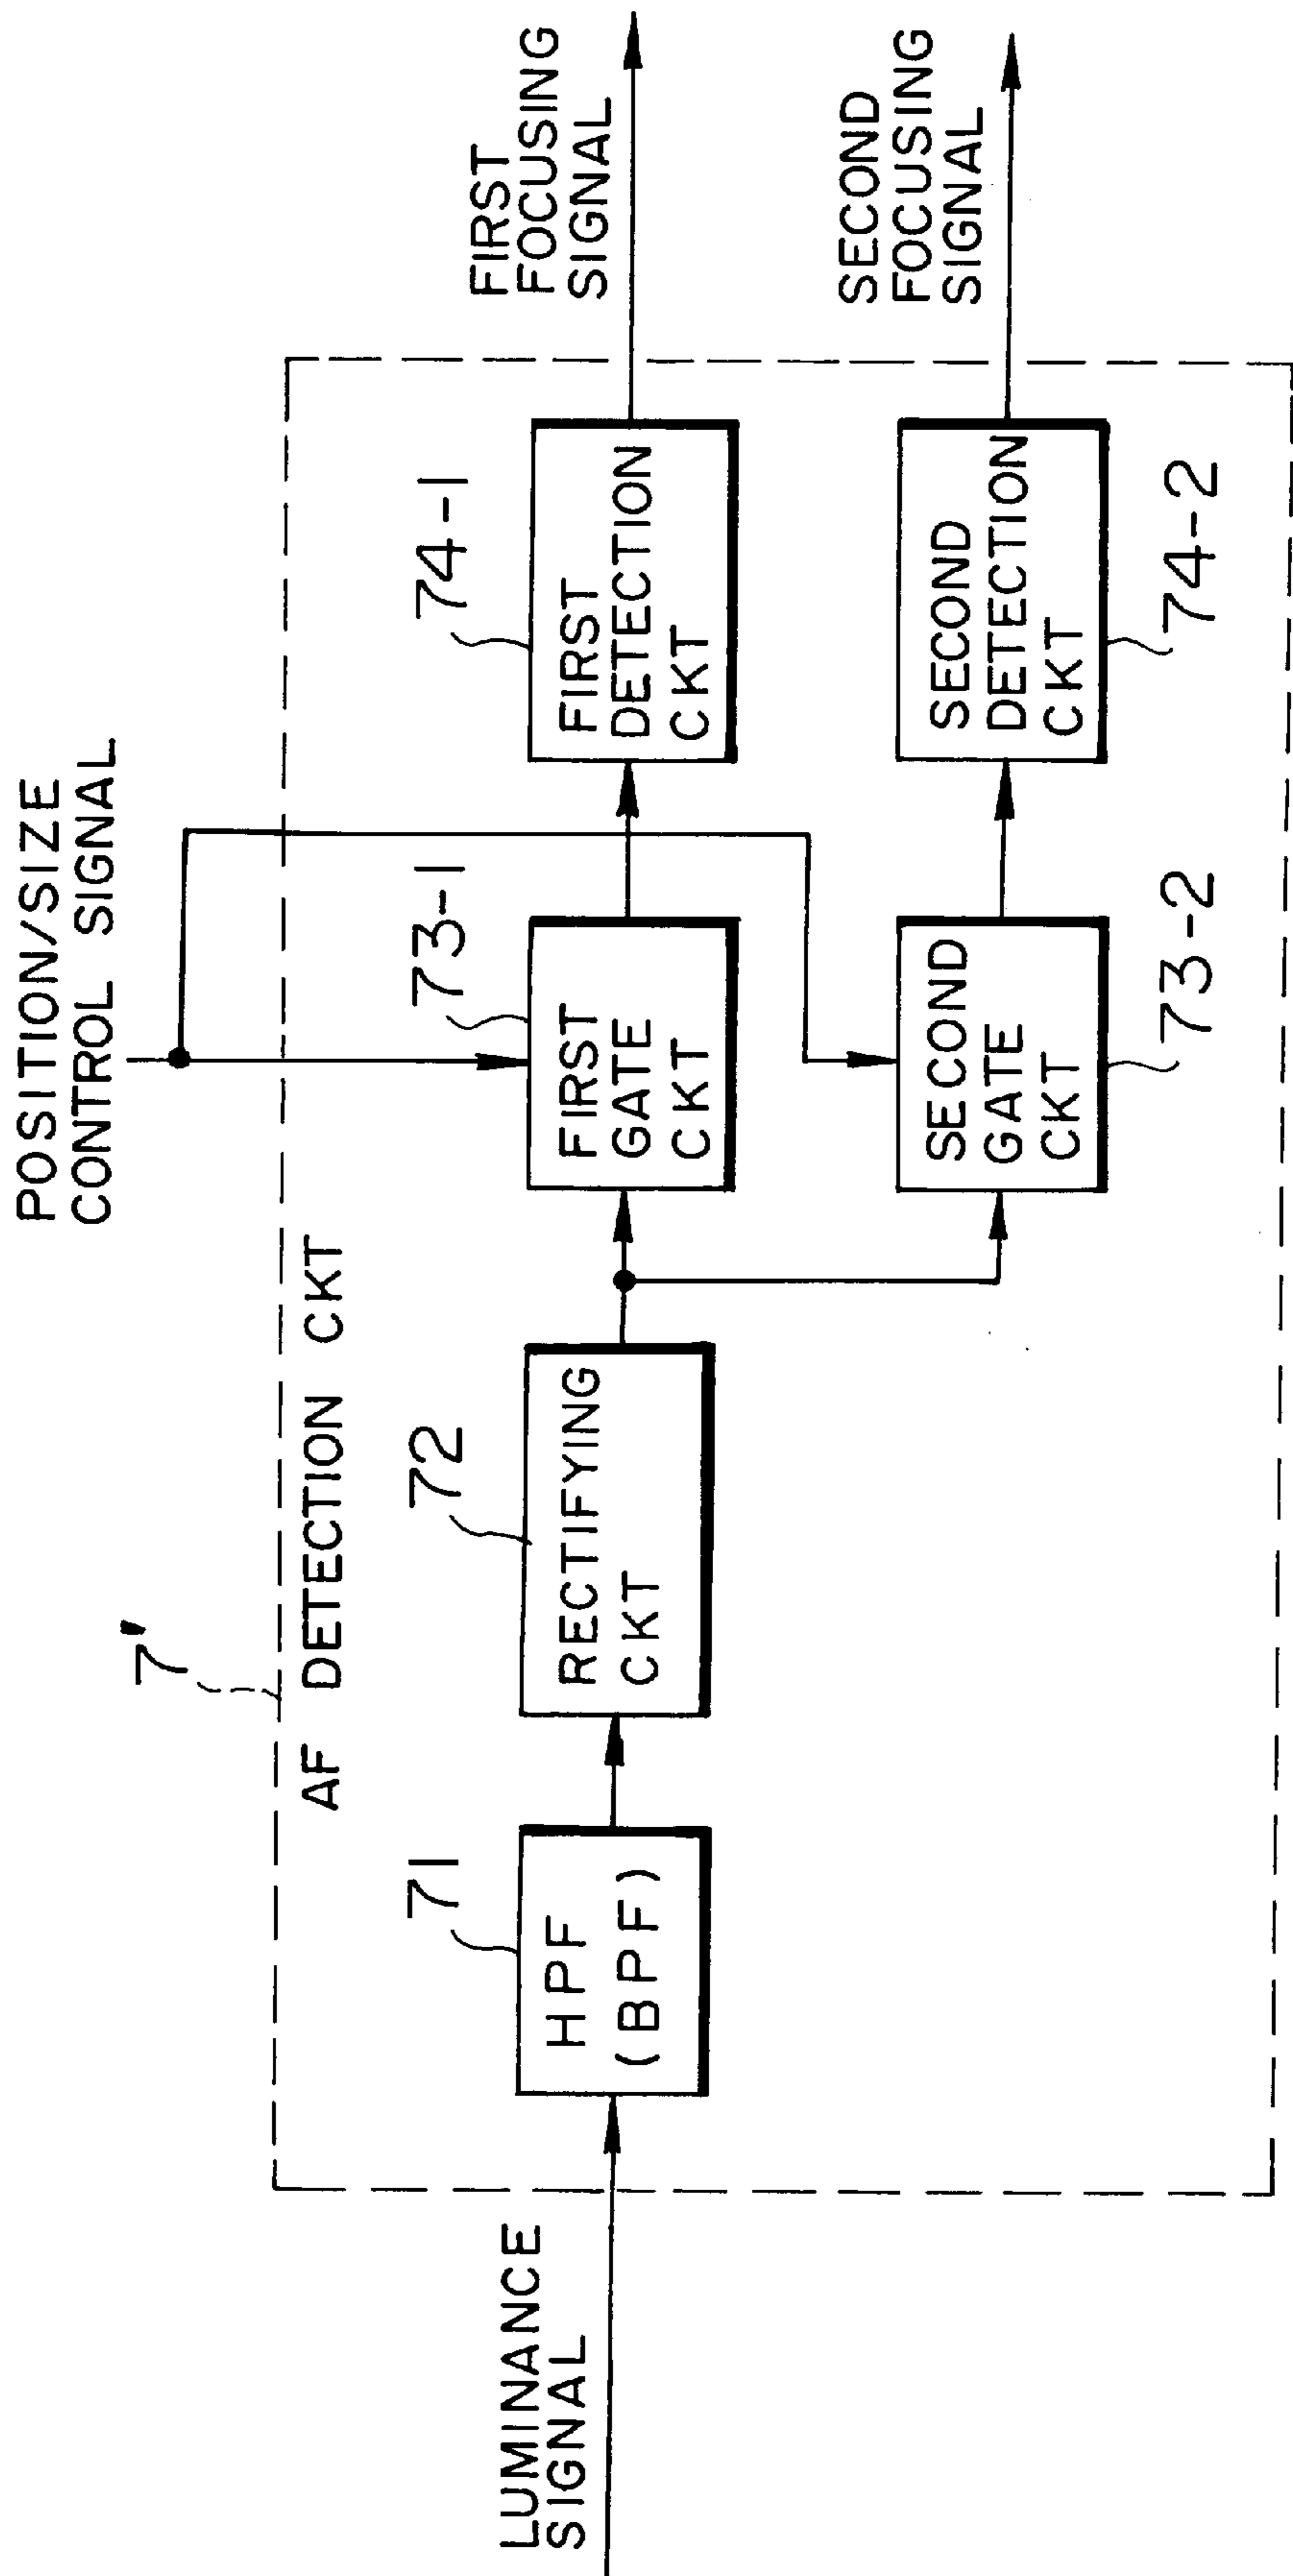 POSITION/SIZE
CONTROL SIGNAL
7'
AF DETECTION CKT
LUMINANCE
SIGNAL
71
HPF
(BPF)
72
RECTIFYING
CKT
73-1
FIRST
GATE
CKT
74-1
FIRST
DETECTION
CKT
FIRST
FOCUSING
SIGNAL
SECOND
GATE
CKT
73-2
SECOND
DETECTION
CKT
74-2
SECOND
FOCUSING
SIGNAL